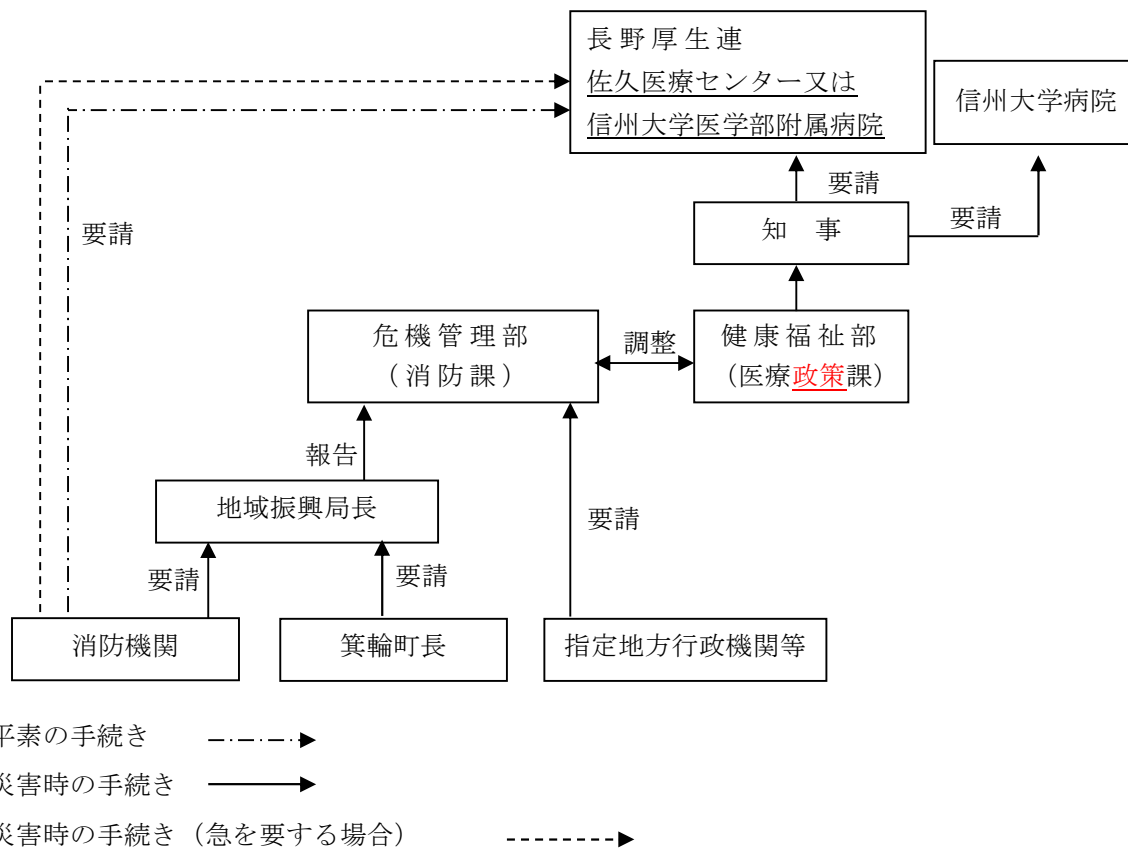 長野厚生連
佐久医療センター又は
信州大学医学部附属病院
信州大学病院
要請
知　事
要請
要請
危機管理部
（消防課）
調整
健康福祉部
（医療政策課）
報告
地域振興局長
要請
要請
要請
消防機関
箕輪町長
指定地方行政機関等
平素の手続き
災害時の手続き
災害時の手続き（急を要する場合）